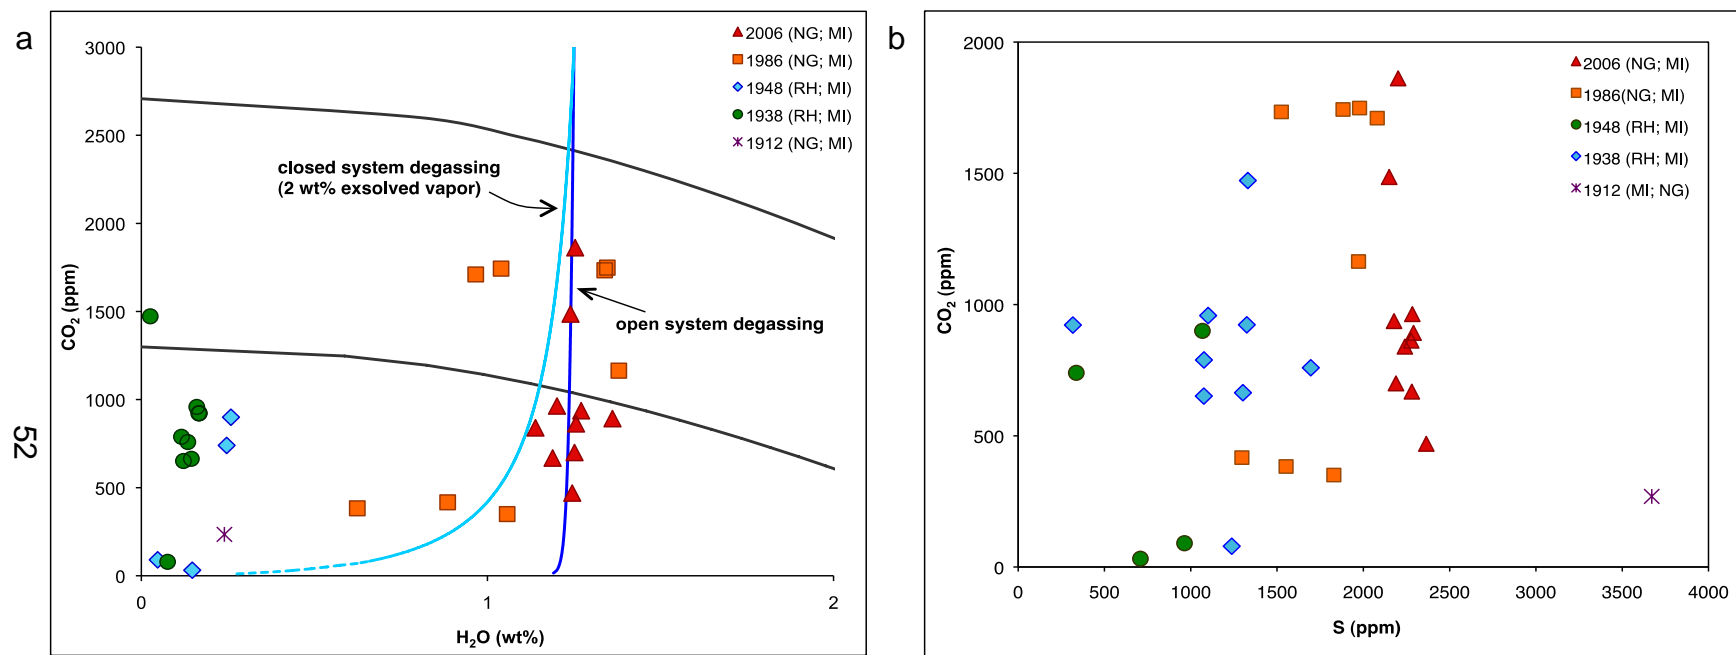 a
3000
2500
2000
1500
1000
500
0
0
1
2
CO2 (ppm)
H2O (wt%)
2006 (NG; MI)
1986 (NG; MI)
1948 (RH; MI)
1938 (RH; MI)
1912 (NG; MI)
closed system degassing
(2 wt% exsolved vapor)
open system degassing
52
b
2000
1500
1000
500
0
0
500
1000
1500
2000
2500
3000
3500
4000
CO2 (ppm)
S (ppm)
2006 (NG; MI)
1986(NG; MI)
1948 (RH; MI)
1938 (RH; MI)
1912 (MI; NG)